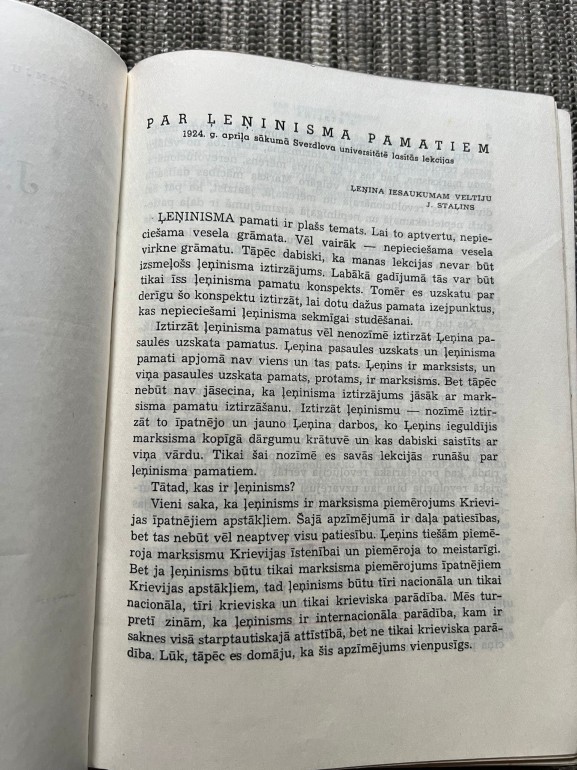 PAR ĻEŅINISMA PAMATIEM
1924. g. aprīļa sākumā Sverdlova universitātē lasītās lekcijas
ĻEŅINA IESAUKUMAM VELTĪJU
J. STAĻINS
ĻEŅINISMA pamati ir plašs temats. Lai to aptvertu, nepie-
ciešama vesela grāmata. Vēl vairāk — nepieciešama vesela
virkne grāmatu. Tāpēc dabiski, ka manas lekcijas nevar būt
izsmeļošs ļeņinisma iztirzājums. Labākā gadījumā tās var būt
tikai īss ļeņinisma pamatu konspekts. Tomēr es uzskatu par
derīgu šo konspektu iztirzāt, lai dotu dažus pamata izejpunktus,
kas nepieciešami ļeņinisma sekmīgai studēšanai.
Iztirzāt ļeņinisma pamatus vēl nenozīmē iztirzāt Ļeņina pa-
saules uzskata pamatus. Ļeņina pasaules uzskats un ļeņinisma
pamati apjomā nav viens un tas pats. Ļeņins ir marksists, un
viņa pasaules uzskata pamats, protams, ir marksisms. Bet tāpēc
nebūt nav jāsecina, ka ļeņinisma iztirzājums jāsāk ar mark-
sisma pamatu iztirzāšanu. Iztirzāt ļeņinismu — nozīmē iztir-
zāt to īpatnējo un jauno Ļeņina darbos, ko Ļeņins ieguldījis
marksisma kopīgā dārgumu krātuvē un kas dabiski saistīts ar
viņa vārdu. Tikai šai nozīmē es savās lekcijās runāšu par
ļeņinisma pamatiem.
Tātad, kas ir ļeņinisms?
Vieni saka, ka ļeņinisms ir marksisma piemērojums Krievi-
jas īpatnējiem apstākļiem. Šajā apzīmējumā ir daļa patiesības,
bet tas nebūt vēl neaptver visu patiesību. Ļeņins tiešām piemē-
roja marksismu Krievijas īstenībai un piemēroja to meistarīgi.
Bet ja ļeņinisms būtu tikai marksisma piemērojums īpatnējiem
Krievijas apstākļiem, tad ļeņinisms būtu tīri nacionāla un tikai
nacionāla, tīri krieviska un tikai krieviska parādība. Mēs tur-
pretī zinām, ka ļeņinisms ir internacionāla parādība, kam ir
saknes visā starptautiskajā attīstībā, bet ne tikai krieviska parā-
dība. Lūk, tāpēc es domāju, ka šis apzīmējums vienpusīgs.